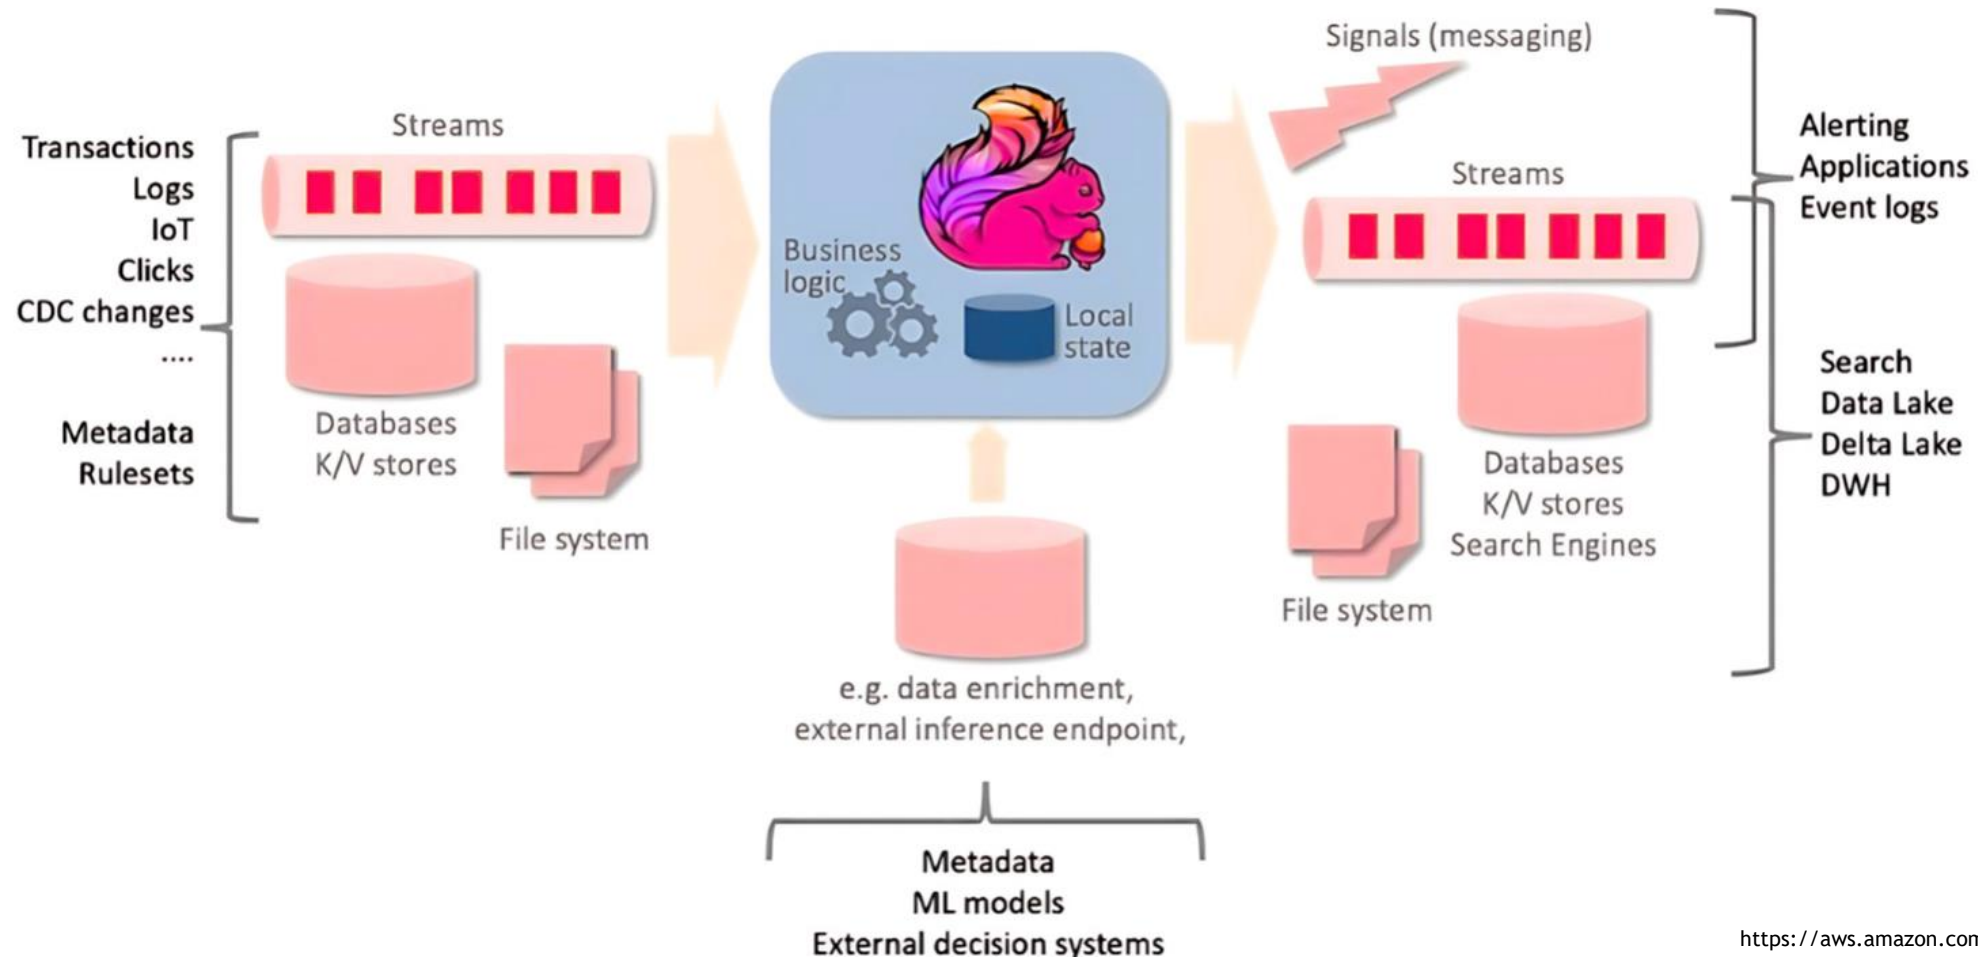 Transactions
Logs
IoT
Clicks
CDC changes
....
Metadata
Rulesets
Streams
Databases
K/V stores
File system
Business
logic
Local
state
e.g. data enrichment,
external inference endpoint,
Metadata
ML models
External decision systems
Signals (messaging)
Streams
Databases
K/V stores
Search Engines
File system
Alerting
Applications
Event logs
Search
Data Lake
Delta Lake
DWH
https://aws.amazon.com